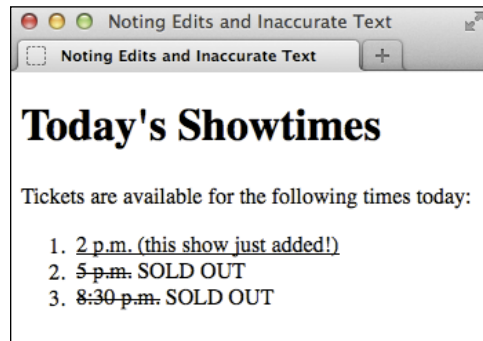 Noting Edits and Inaccurate Text
Noting Edits and Inaccurate Text
Today's Showtimes
Tickets are available for the following times today:
1. 2 p.m. (this show just added!)
2. 5 p.m. SOLD OUT
3. 8:30 p.m. SOLD OUT